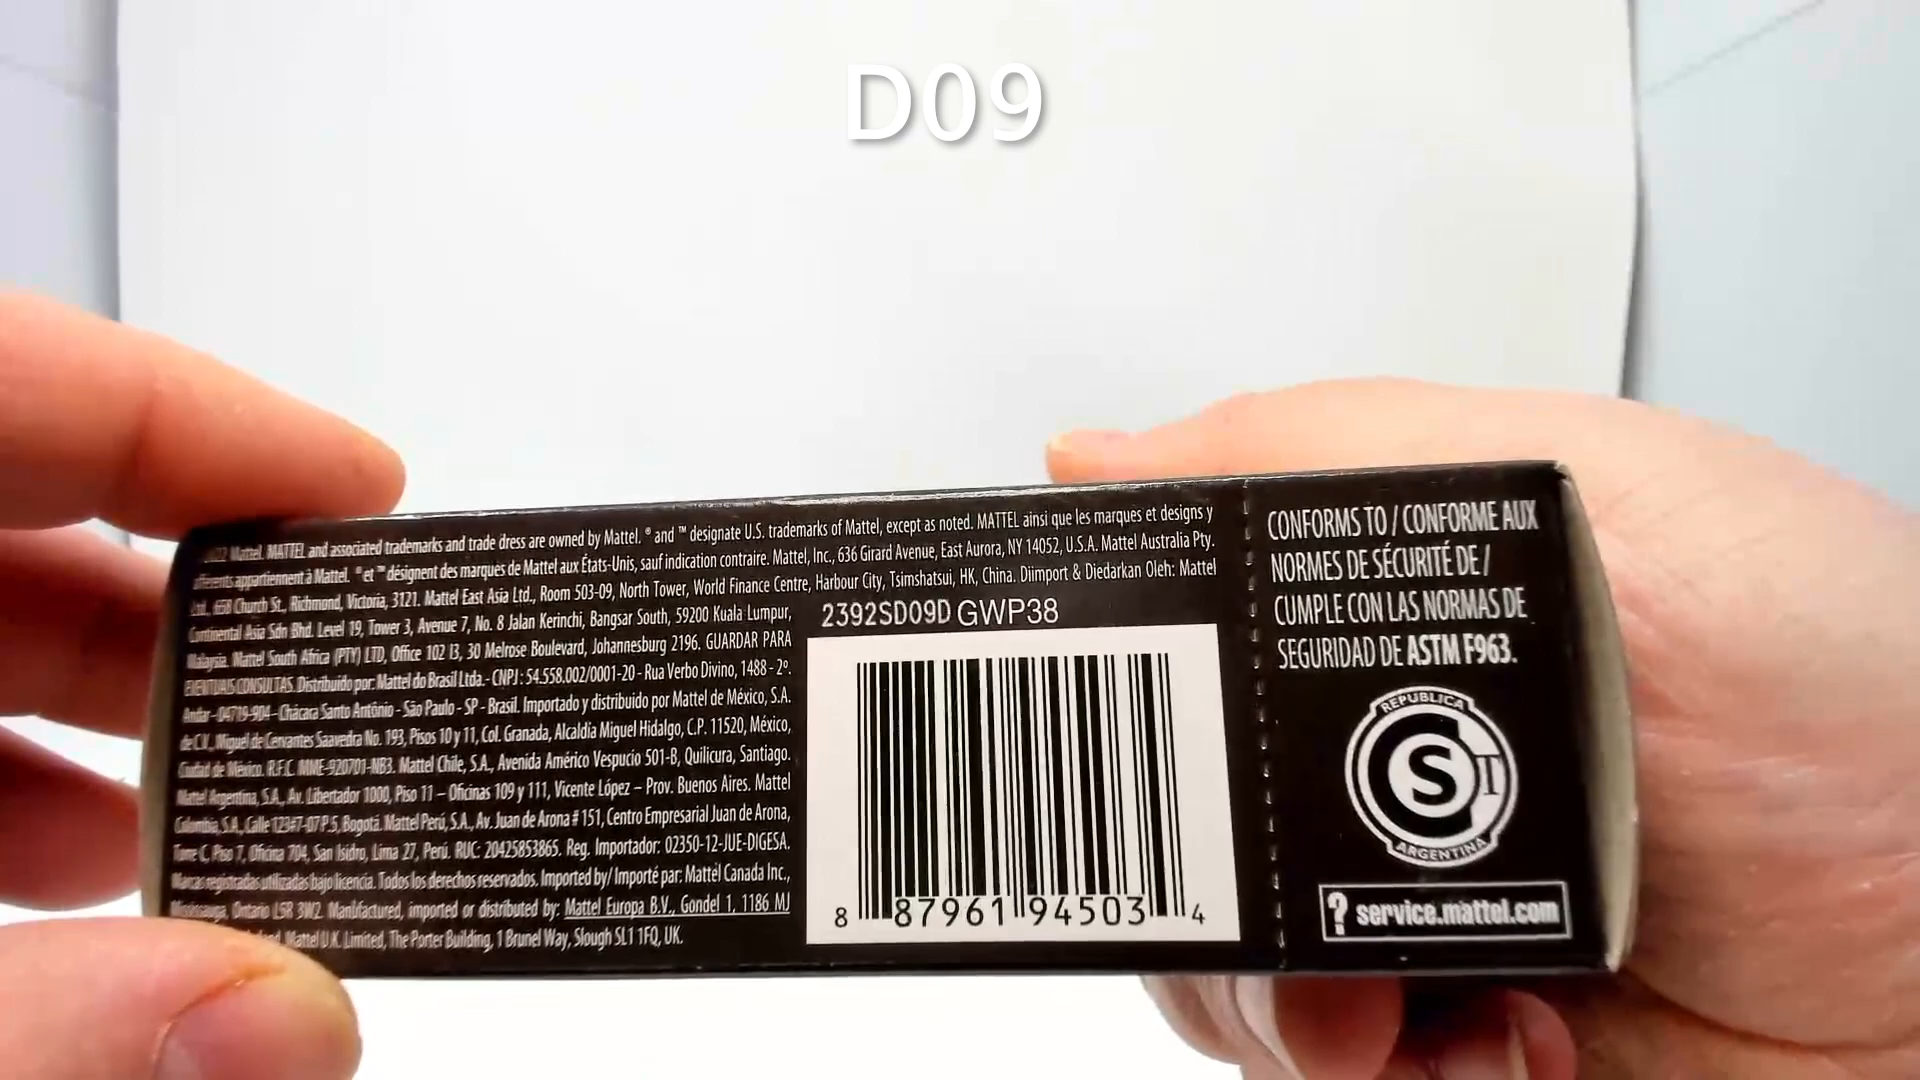 D09
22 Mattel. MATTEL and associated trademarks and trade dress are owned by Mattel. ® and ™ designate U.S. trademarks of Mattel, except as noted. MATTEL ainsi que les marques et designs y
afférents appartiennent à Mattel. ® et ™ désignent des marques de Mattel aux États-Unis, sauf indication contraire. Mattel, Inc., 636 Girard Avenue, East Aurora, NY 14052, U.S.A. Mattel Australia Pty.
Ltd., 658 Church St., Richmond, Victoria, 3121. Mattel East Asia Ltd., Room 503-09, North Tower, World Finance Centre, Harbour City, Tsimshatsui, HK, China. Diimport & Diedarkan Oleh: Mattel
Continental Asia Sdn Bhd. Level 19, Tower 3, Avenue 7, No. 8 Jalan Kerinchi, Bangsar South, 59200 Kuala Lumpur,
Malaysia. Mattel South Africa (PTY) LTD, Office 102 I3, 30 Melrose Boulevard, Johannesburg 2196. GUARDAR PARA
EVENTUAIS CONSULTAS. Distribuido por: Mattel do Brasil Ltda.- CNPJ : 54.558.002/0001-20 - Rua Verbo Divino, 1488 - 2º.
Andar - 04719-904 - Chácara Santo Antônio - São Paulo - SP - Brasil. Importado y distribuido por Mattel de México, S.A.
de C.V., Miguel de Cervantes Saavedra No. 193, Pisos 10 y 11, Col. Granada, Alcaldía Miguel Hidalgo, C.P. 11520, México,
Ciudad de México. R.F.C. MME-920701-NB3. Mattel Chile, S.A., Avenida Américo Vespucio 501-B, Quilicura, Santiago.
Mattel Argentina, S.A., Av. Libertador 1000, Piso 11 – Oficinas 109 y 111, Vicente López – Prov. Buenos Aires. Mattel
Colombia, S.A., Calle 123#7-07 P.5, Bogotá. Mattel Perú, S.A., Av. Juan de Arona # 151, Centro Empresarial Juan de Arona,
Torre C, Piso 7, Oficina 704, San Isidro, Lima 27, Perú. RUC: 20425853865. Reg. Importador: 02350-12-JUE-DIGESA.
Marcas registradas utilizadas bajo licencia. Todos los derechos reservados. Imported by/ Importé par: Mattel Canada Inc.,
Mississauga, Ontario L5R 3W2. Manufactured, imported or distributed by: Mattel Europa B.V., Gondel 1, 1186 MJ
Mattel U.K. Limited, The Porter Building, 1 Brunel Way, Slough SL1 1FQ, UK.
2392SD09D GWP38
8 87961 94503 4
CONFORMS TO / CONFORME AUX
NORMES DE SÉCURITÉ DE /
CUMPLE CON LAS NORMAS DE
SEGURIDAD DE ASTM F963.
REPUBLICA
CST
ARGENTINA
? service.mattel.com